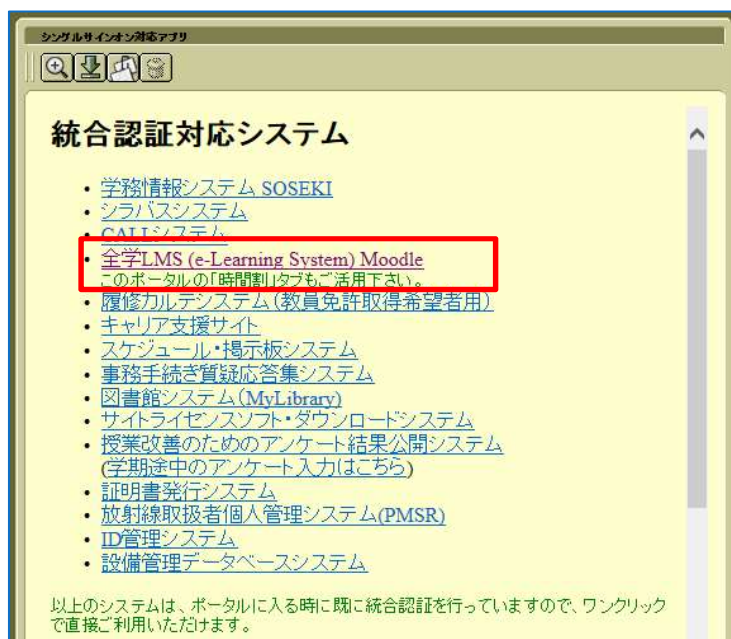 シングルサインオン対応アプリ
統合認証対応システム
・学務情報システム SOSEKI
・シラバスシステム
・CALLシステム
・全学LMS (e-Learning System) Moodle
このポータルの「時間割」タブもご活用下さい。
・履修カルテシステム(教員免許取得希望者用)
・キャリア支援サイト
・スケジュール・掲示板システム
・事務手続き質疑応答集システム
・図書館システム(MyLibrary)
・サイトライセンスソフト・ダウンロードシステム
・授業改善のためのアンケート結果公開システム
(学期途中のアンケート入力はこちら)
・証明書発行システム
・放射線取扱者個人管理システム(PMSR)
・ID管理システム
・設備管理データベースシステム
以上のシステムは、ポータルに入る時に既に統合認証を行っていますので、ワンクリック
で直接ご利用いただけます。